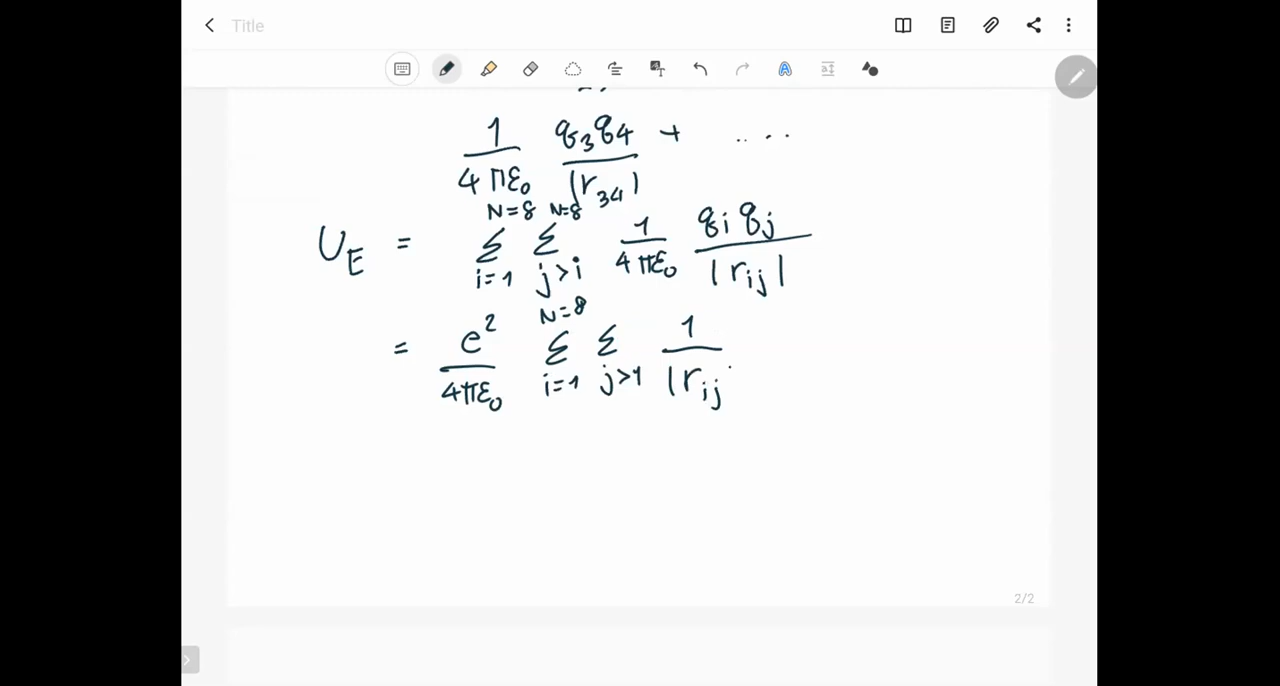 Title
1/(4πε₀) q₃q₄/|r₃₄| + ....
U_E = Σ_{i=1}^{N=8} Σ_{j>i}^{N=8} 1/(4πε₀) q_i q_j/|r_ij|
= e²/(4πε₀) Σ_{i=1}^{N=8} Σ_{j>1} 1/|r_ij
2/2